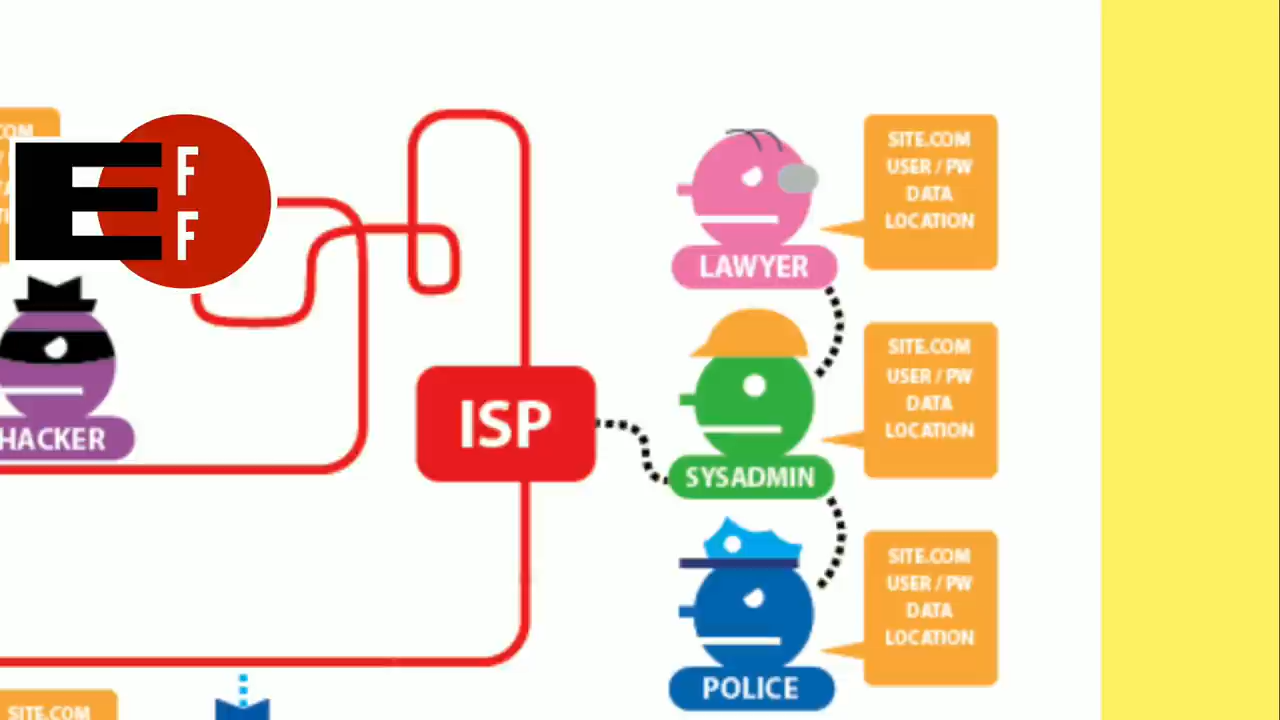 COM
E
F
F
HACKER
ISP
LAWYER
SITE.COM
USER / PW
DATA
LOCATION
SYSADMIN
SITE.COM
USER / PW
DATA
LOCATION
POLICE
SITE.COM
USER / PW
DATA
LOCATION
SITE.COM